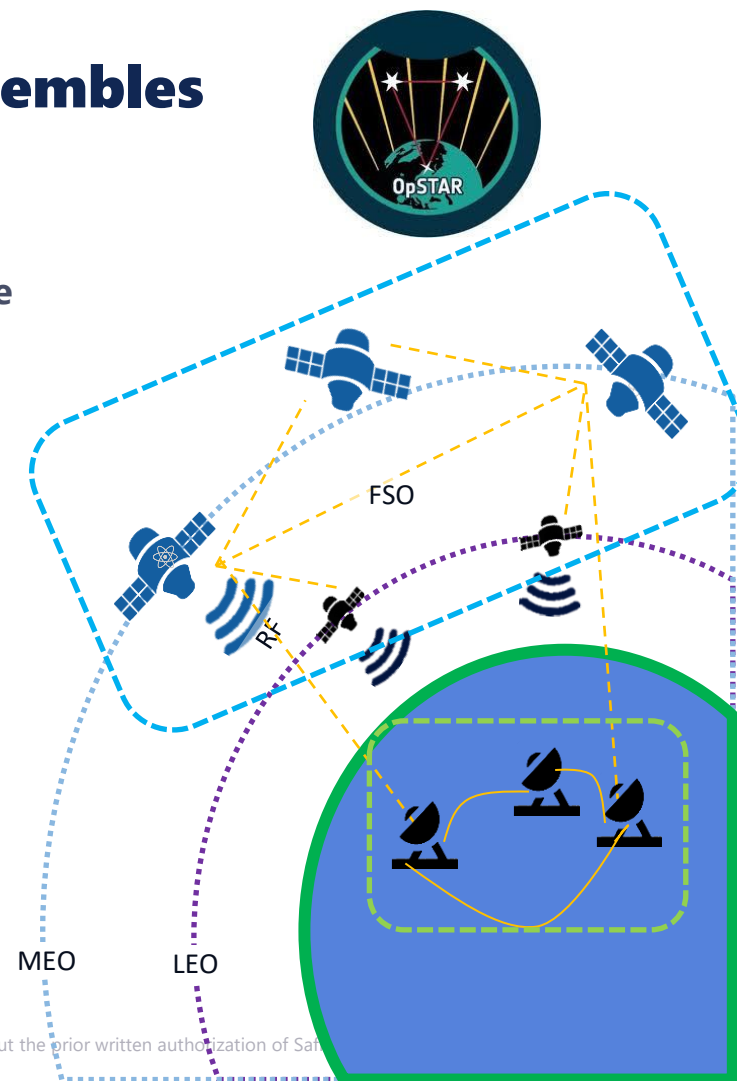 embles
OpSTAR
e
FSO
RF
MEO
LEO
ut the prior written authorization of Saf